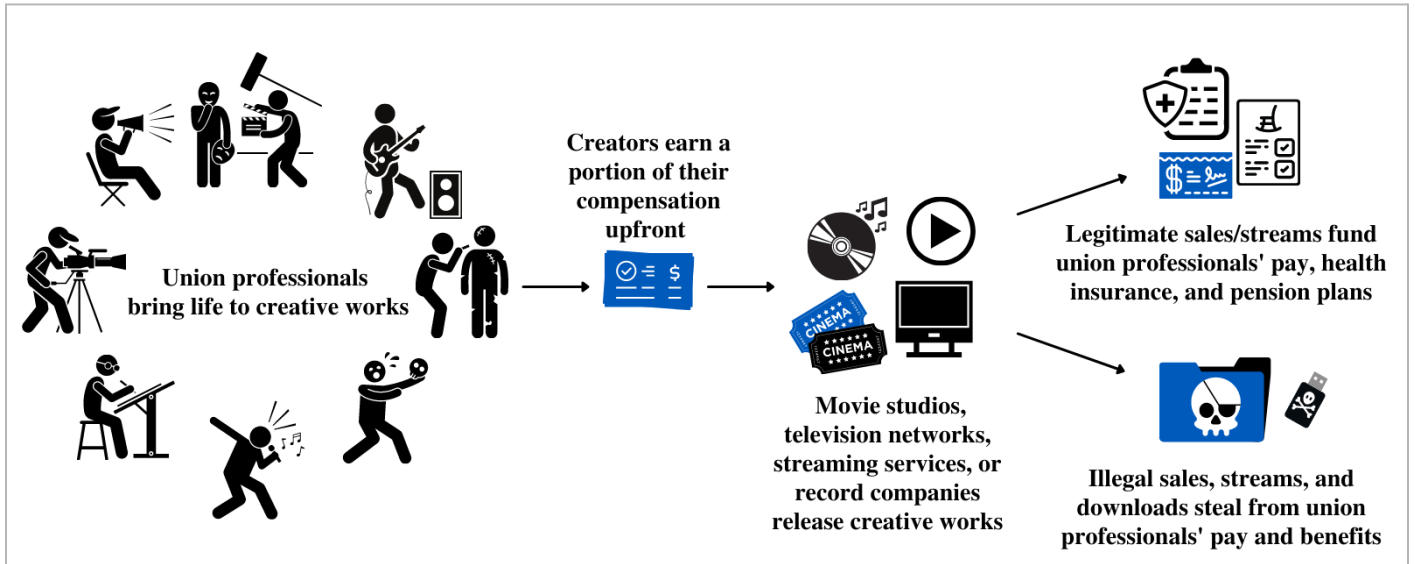 Union professionals
bring life to creative works
Creators earn a
portion of their
compensation
upfront
$
CINEMA
CINEMA
Movie studios,
television networks,
streaming services, or
record companies
release creative works
$
Legitimate sales/streams fund
union professionals' pay, health
insurance, and pension plans
Illegal sales, streams, and
downloads steal from union
professionals' pay and benefits